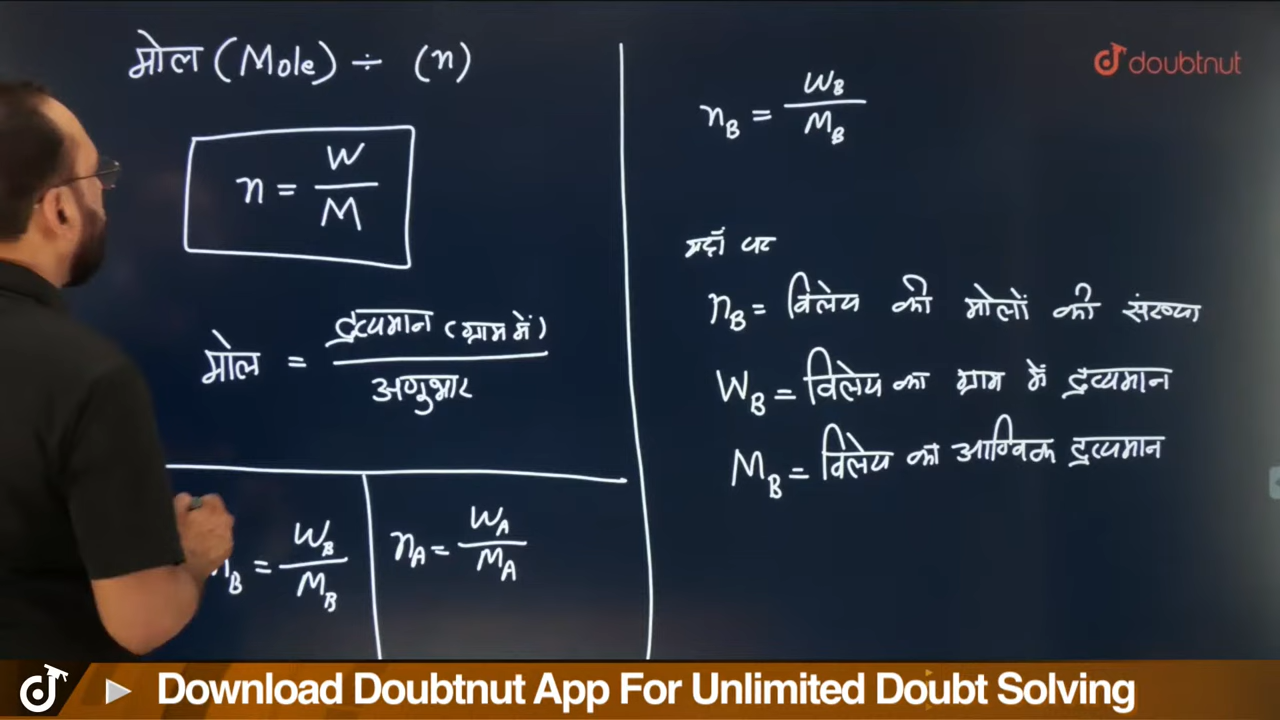 मोल (Mole) ÷ (n)
n = W / M
मोल = द्रव्यमान (ग्राम में) / अणुभार
n_B = W_B / M_B
n_A = W_A / M_A
doubtnut
n_B = W_B / M_B
यहाँ पर
n_B = विलेय की मोलों की संख्या
W_B = विलेय का ग्राम में द्रव्यमान
M_B = विलेय का आण्विक द्रव्यमान
Download Doubtnut App For Unlimited Doubt Solving